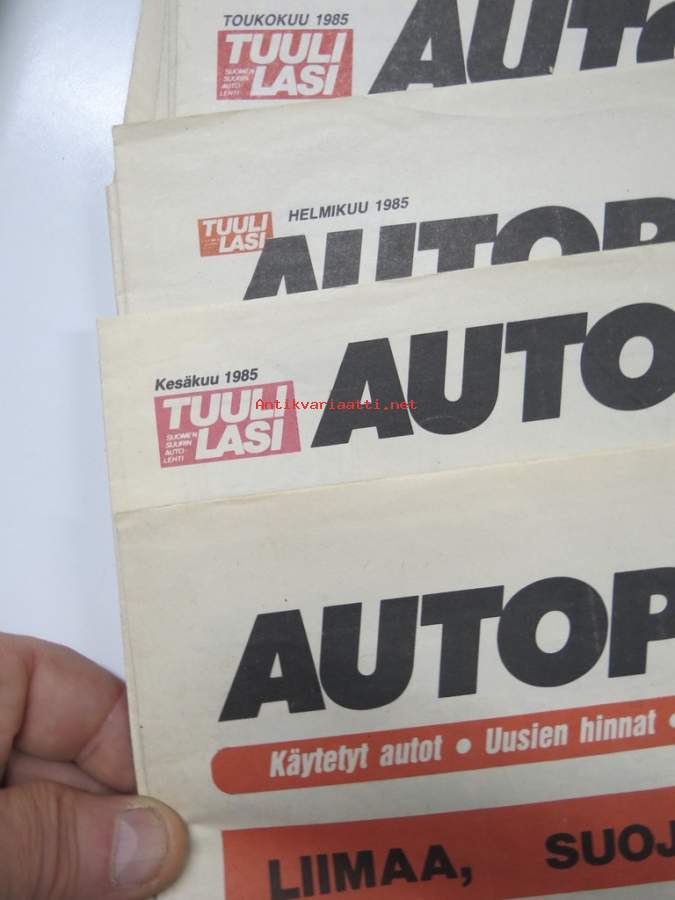 TOUKOKUU 1985
TUULI
LASI
SUOMEN
SUURIN
AUTO-
LEHTI
AUTO
TUULI
LASI
HELMIKUU 1985
AUTOP
Kesäkuu 1985
TUULI
LASI
SUOMEN
SUURIN
AUTO-
LEHTI
AUTO
Antikvariaatti.net
AUTOP
Käytetyt autot • Uusien hinnat •
LIIMAA, SUOJ